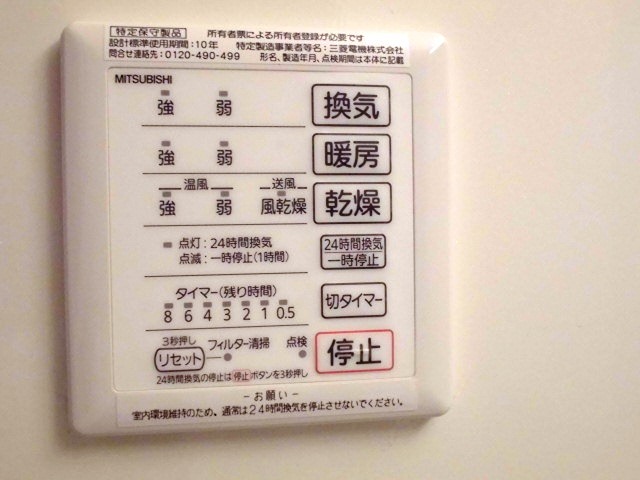 特定保守製品 所有者票による所有者登録が必要です
設計標準使用期間:10年 特定製造事業者等名:三菱電機株式会社
問合せ連絡先:0120-490-499 形名、製造年月、点検期間は本体に記載
MITSUBISHI
強 弱 換気
強 弱 暖房
温風 送風
強 弱 風乾燥 乾燥
点灯:24時間換気
点滅:一時停止(1時間)
24時間換気
一時停止
タイマー(残り時間)
8 6 4 3 2 1 0.5
切タイマー
3秒押し
リセット フィルター清掃 点検
停止
24時間換気の停止は停止ボタンを3秒押し
-お願い-
室内環境維持のため、通常は24時間換気を停止させないでください。